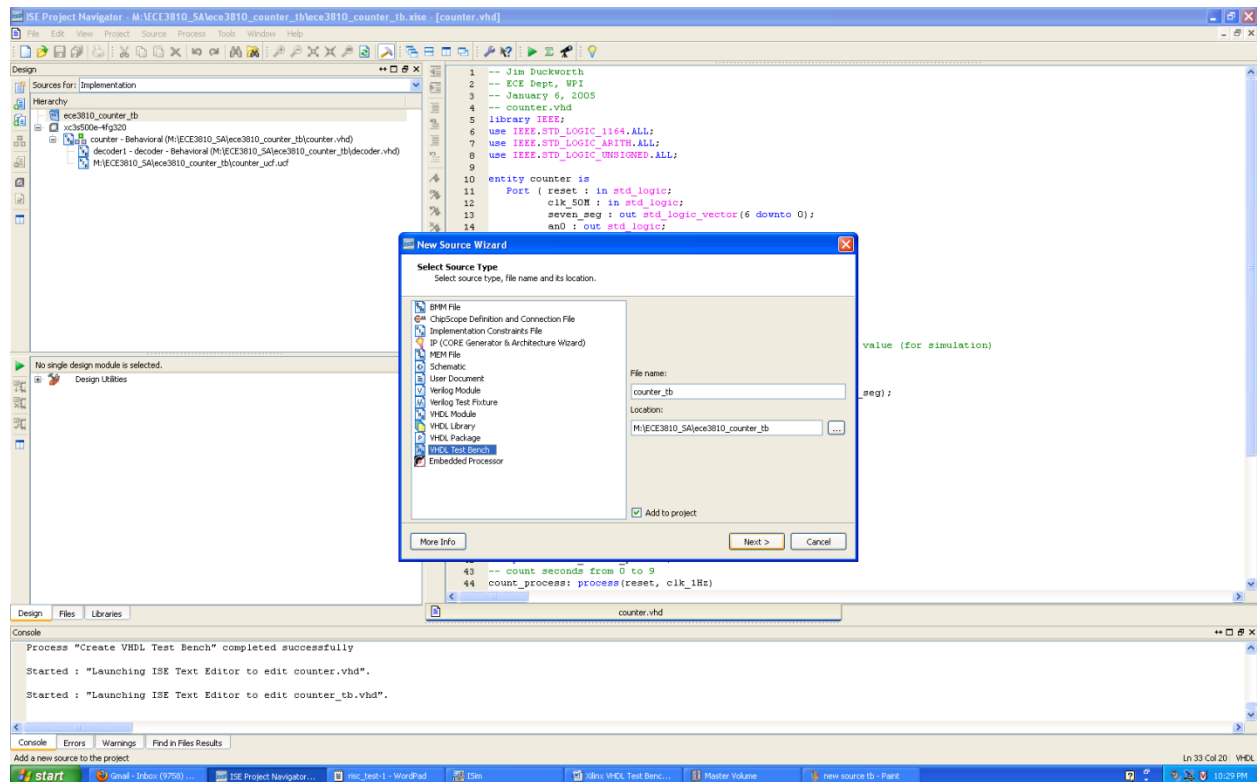 ISE Project Navigator - M:\ECE3810_SA\ece3810_counter_tb\ece3810_counter_tb.xise - [counter.vhd]
File Edit View Project Source Process Tools Window Help
Design
Sources for: Implementation
Hierarchy
ece3810_counter_tb
xc3s500e-4fg320
counter - Behavioral (M:\ECE3810_SA\ece3810_counter_tb\counter.vhd)
decoder1 - decoder - Behavioral (M:\ECE3810_SA\ece3810_counter_tb\decoder.vhd)
M:\ECE3810_SA\ece3810_counter_tb\counter_ucf.ucf
No single design module is selected.
Design Utilities
Design Files Libraries
1 -- Jim Duckworth
2 -- ECE Dept, WPI
3 -- January 6, 2005
4 -- counter.vhd
5 library IEEE;
6 use IEEE.STD_LOGIC_1164.ALL;
7 use IEEE.STD_LOGIC_ARITH.ALL;
8 use IEEE.STD_LOGIC_UNSIGNED.ALL;
9
10 entity counter is
11 Port ( reset : in std_logic;
12 clk_50M : in std_logic;
13 seven_seg : out std_logic_vector(6 downto 0);
14 an0 : out std_logic;
value (for simulation)
_seg);
43 -- count seconds from 0 to 9
44 count_process: process(reset, clk_1Hz)
counter.vhd
New Source Wizard
Select Source Type
Select source type, file name and its location.
BMM File
ChipScope Definition and Connection File
Implementation Constraints File
IP (CORE Generator & Architecture Wizard)
MEM File
Schematic
User Document
Verilog Module
Verilog Test Fixture
VHDL Module
VHDL Library
VHDL Package
VHDL Test Bench
Embedded Processor
File name:
counter_tb
Location:
M:\ECE3810_SA\ece3810_counter_tb
...
Add to project
More Info
Next >
Cancel
Console
Process "Create VHDL Test Bench" completed successfully
Started : "Launching ISE Text Editor to edit counter.vhd".
Started : "Launching ISE Text Editor to edit counter_tb.vhd".
Console Errors Warnings Find in Files Results
Add a new source to the project
Ln 33 Col 20 VHDL
start
Gmail - Inbox (9758) ...
ISE Project Navigator...
risc_test-1 - WordPad
ISim
Xilinx VHDL Test Benc...
Master Volume
new source tb - Paint
10:29 PM